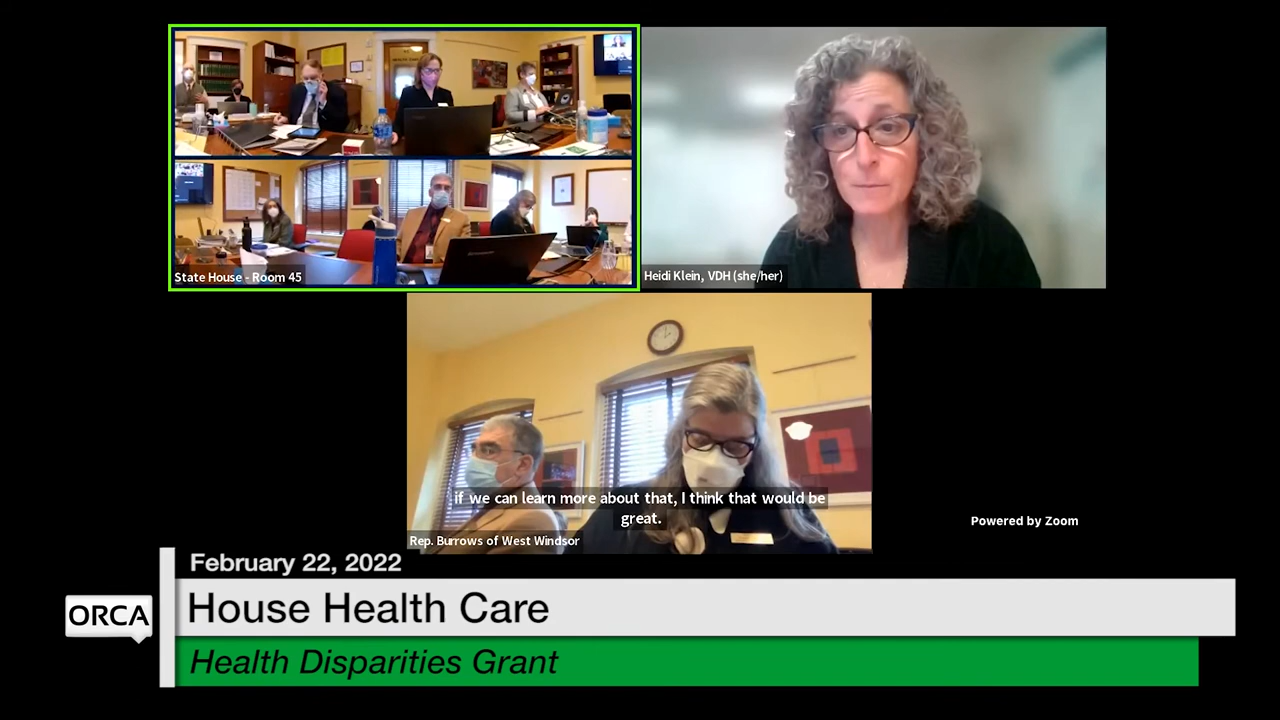 State House - Room 45
Heidi Klein, VDH (she/her)
if we can learn more about that, I think that would be
great.
Rep. Burrows of West Windsor
Powered by Zoom
February 22, 2022
ORCA
House Health Care
Health Disparities Grant